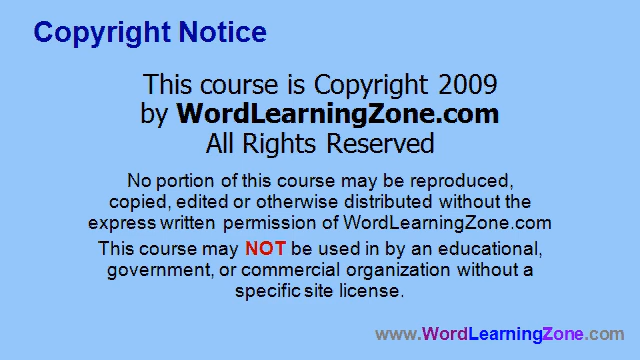 Copyright Notice
This course is Copyright 2009
by WordLearningZone.com
All Rights Reserved
No portion of this course may be reproduced,
copied, edited or otherwise distributed without the
express written permission of WordLearningZone.com
This course may NOT be used in by an educational,
government, or commercial organization without a
specific site license.
www.WordLearningZone.com